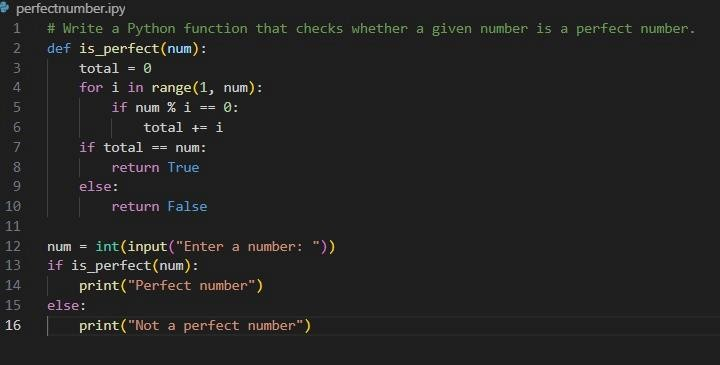 perfectnumber.ipy
1 # Write a Python function that checks whether a given number is a perfect number.
2 def is_perfect(num):
3     total = 0
4     for i in range(1, num):
5         if num % i == 0:
6             total += i
7     if total == num:
8         return True
9     else:
10         return False
11
12 num = int(input("Enter a number: "))
13 if is_perfect(num):
14     print("Perfect number")
15 else:
16     print("Not a perfect number")